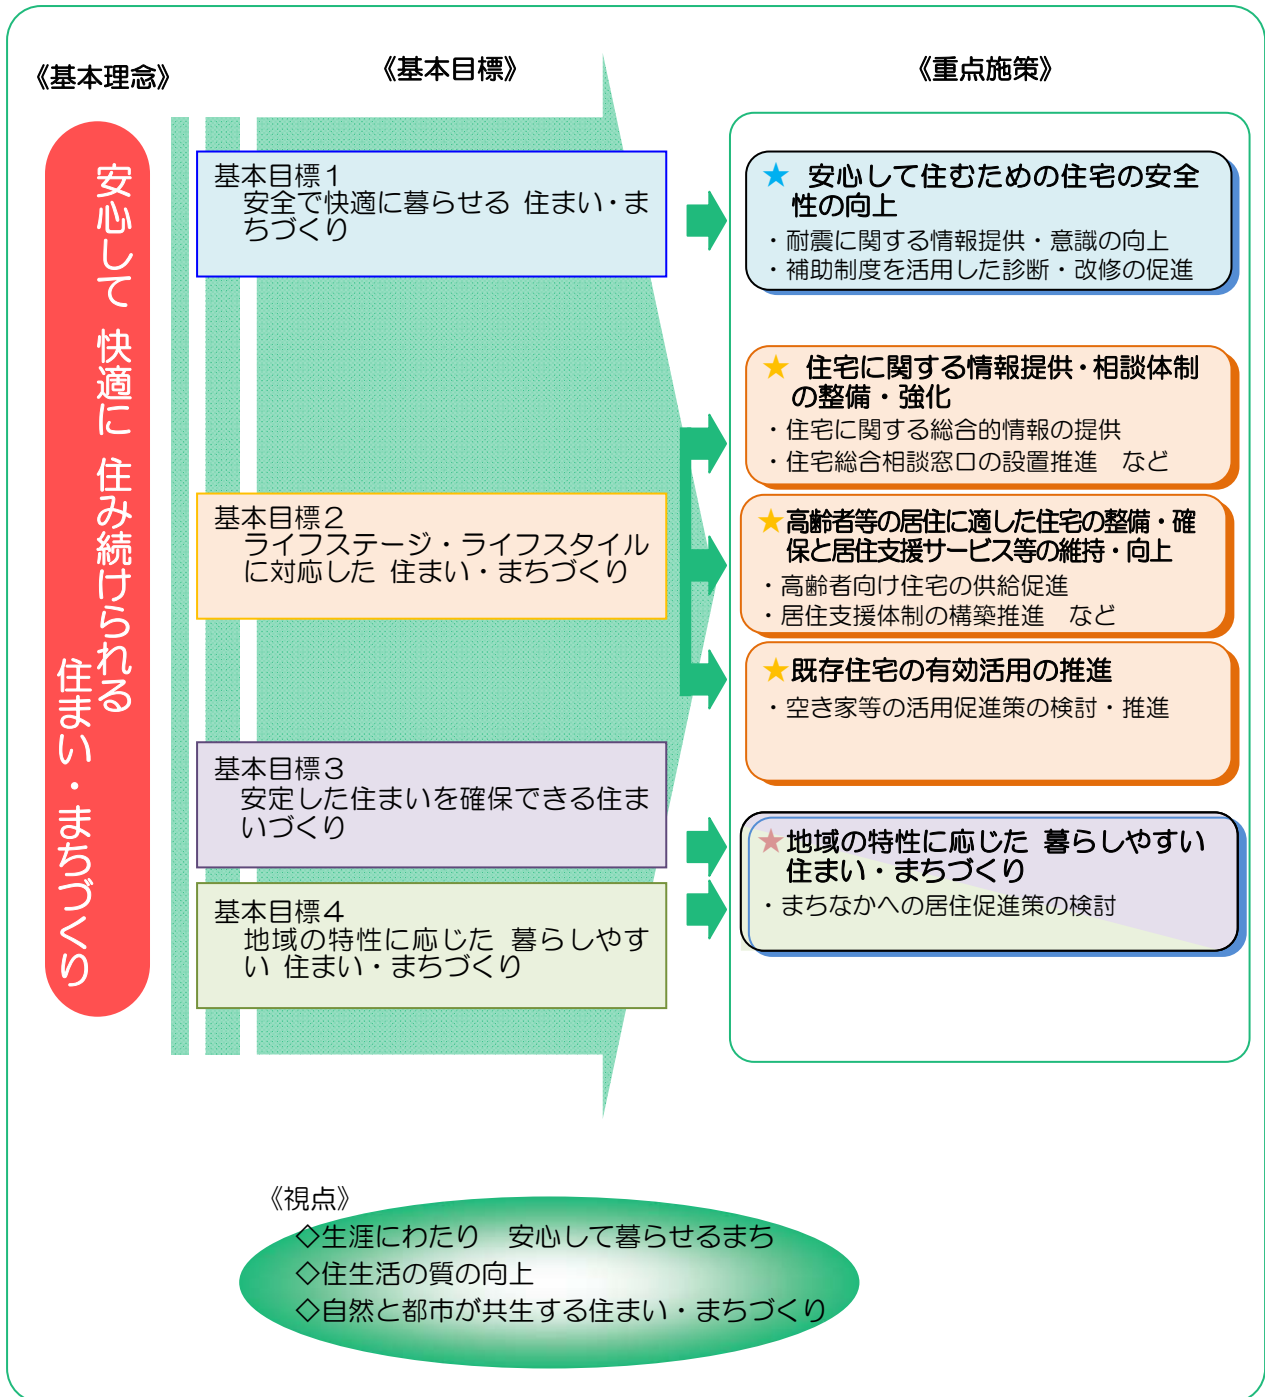 《基本理念》
《基本目標》
《重点施策》
安心して 快適に 住み続けられる
住まい・まちづくり
基本目標1
安全で快適に暮らせる 住まい・ま
ちづくり
★ 安心して住むための住宅の安全
性の向上
・耐震に関する情報提供・意識の向上
・補助制度を活用した診断・改修の促進
基本目標2
ライフステージ・ライフスタイル
に対応した 住まい・まちづくり
★ 住宅に関する情報提供・相談体制
の整備・強化
・住宅に関する総合的情報の提供
・住宅総合相談窓口の設置推進 など
★高齢者等の居住に適した住宅の整備・確
保と居住支援サービス等の維持・向上
・高齢者向け住宅の供給促進
・居住支援体制の構築推進 など
★既存住宅の有効活用の推進
・空き家等の活用促進策の検討・推進
基本目標3
安定した住まいを確保できる住ま
いづくり
基本目標4
地域の特性に応じた 暮らしやす
い 住まい・まちづくり
★地域の特性に応じた 暮らしやすい
住まい・まちづくり
・まちなかへの居住促進策の検討
《視点》
◇生涯にわたり 安心して暮らせるまち
◇住生活の質の向上
◇自然と都市が共生する住まい・まちづくり